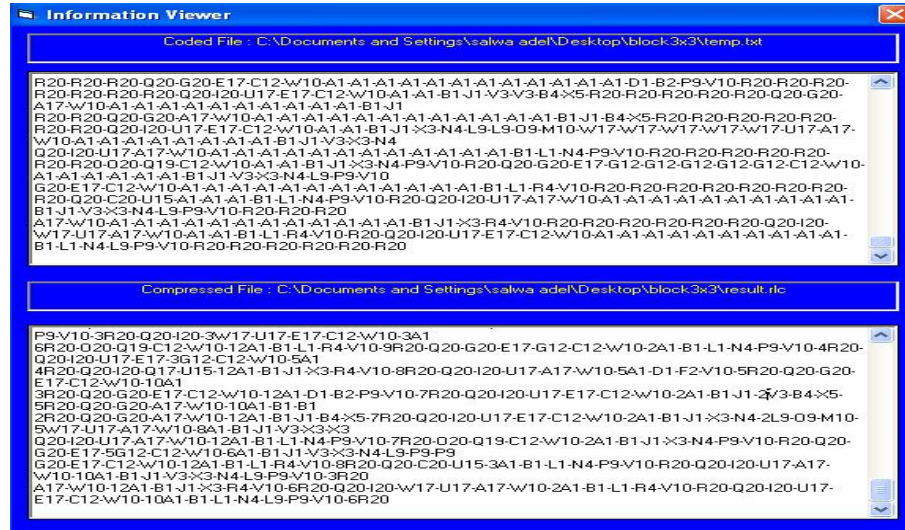 Information Viewer
Coded File : C:\Documents and Settings\salwa adel\Desktop\block3x3\temp.txt
R20-R20-R20-Q20-G20-E17-C12-W10-A1-A1-A1-A1-A1-A1-A1-A1-A1-A1-A1-A1-D1-B2-P9-V10-R20-R20-R20-
R20-R20-R20-R20-Q20-I20-U17-E17-C12-W10-A1-A1-B1-J1-V3-V3-B4-X5-R20-R20-R20-R20-R20-Q20-G20-
A17-W10-A1-A1-A1-A1-A1-A1-A1-A1-A1-A1-B1-J1
R20-R20-Q20-G20-A17-W10-A1-A1-A1-A1-A1-A1-A1-A1-A1-A1-A1-A1-B1-J1-B4-X5-R20-R20-R20-R20-R20-
R20-R20-Q20-I20-U17-E17-C12-W10-A1-A1-B1-J1-X3-N4-L9-L9-O9-M10-W17-W17-W17-W17-W17-U17-A17-
W10-A1-A1-A1-A1-A1-A1-A1-A1-B1-J1-V3-X3-N4
Q20-I20-U17-A17-W10-A1-A1-A1-A1-A1-A1-A1-A1-A1-A1-A1-A1-B1-L1-N4-P9-V10-R20-R20-R20-R20-R20-
R20-R20-O20-Q19-C12-W10-A1-A1-B1-J1-X3-N4-P9-V10-R20-Q20-G20-E17-G12-G12-G12-G12-G12-C12-W10-
A1-A1-A1-A1-A1-A1-B1-J1-V3-X3-N4-L9-P9-V10
G20-E17-C12-W10-A1-A1-A1-A1-A1-A1-A1-A1-A1-A1-A1-A1-B1-L1-R4-V10-R20-R20-R20-R20-R20-R20-R20-
R20-Q20-C20-U15-A1-A1-A1-B1-L1-N4-P9-V10-R20-Q20-I20-U17-A17-W10-A1-A1-A1-A1-A1-A1-A1-A1-A1-A1-
B1-J1-V3-X3-N4-L9-P9-V10-R20-R20-R20
A17-W10-A1-A1-A1-A1-A1-A1-A1-A1-A1-A1-A1-A1-B1-J1-X3-R4-V10-R20-R20-R20-R20-R20-R20-Q20-I20-
W17-U17-A17-W10-A1-A1-B1-L1-R4-V10-R20-Q20-I20-U17-E17-C12-W10-A1-A1-A1-A1-A1-A1-A1-A1-A1-A1-
B1-L1-N4-L9-P9-V10-R20-R20-R20-R20-R20-R20
Compressed File : C:\Documents and Settings\salwa adel\Desktop\block3x3\result.rlc
P9-V10-3R20-Q20-I20-3W17-U17-E17-C12-W10-3A1
6R20-O20-Q19-C12-W10-12A1-B1-L1-R4-V10-9R20-Q20-G20-E17-G12-C12-W10-2A1-B1-L1-N4-P9-V10-4R20-
Q20-I20-U17-E17-3G12-C12-W10-5A1
4R20-Q20-I20-Q17-U15-12A1-B1-J1-X3-R4-V10-8R20-Q20-I20-U17-A17-W10-5A1-D1-F2-V10-5R20-Q20-G20-
E17-C12-W10-10A1
3R20-Q20-G20-E17-C12-W10-12A1-D1-B2-P9-V10-7R20-Q20-I20-U17-E17-C12-W10-2A1-B1-J1-2V3-B4-X5-
5R20-Q20-G20-A17-W10-10A1-B1-B1
2R20-Q20-G20-A17-W10-12A1-B1-J1-B4-X5-7R20-Q20-I20-U17-E17-C12-W10-2A1-B1-J1-X3-N4-2L9-O9-M10-
5W17-U17-A17-W10-8A1-B1-J1-V3-X3-X3
Q20-I20-U17-A17-W10-12A1-B1-L1-N4-P9-V10-7R20-O20-Q19-C12-W10-2A1-B1-J1-X3-N4-P9-V10-R20-Q20-
G20-E17-5G12-C12-W10-6A1-B1-J1-V3-X3-N4-L9-P9-P9
G20-E17-C12-W10-12A1-B1-L1-R4-V10-8R20-Q20-C20-U15-3A1-B1-L1-N4-P9-V10-R20-Q20-I20-U17-A17-
W10-10A1-B1-J1-V3-X3-N4-L9-P9-V10-3R20
A17-W10-12A1-B1-J1-X3-R4-V10-6R20-Q20-I20-W17-U17-A17-W10-2A1-B1-L1-R4-V10-R20-Q20-I20-U17-
E17-C12-W10-10A1-B1-L1-N4-L9-P9-V10-6R20